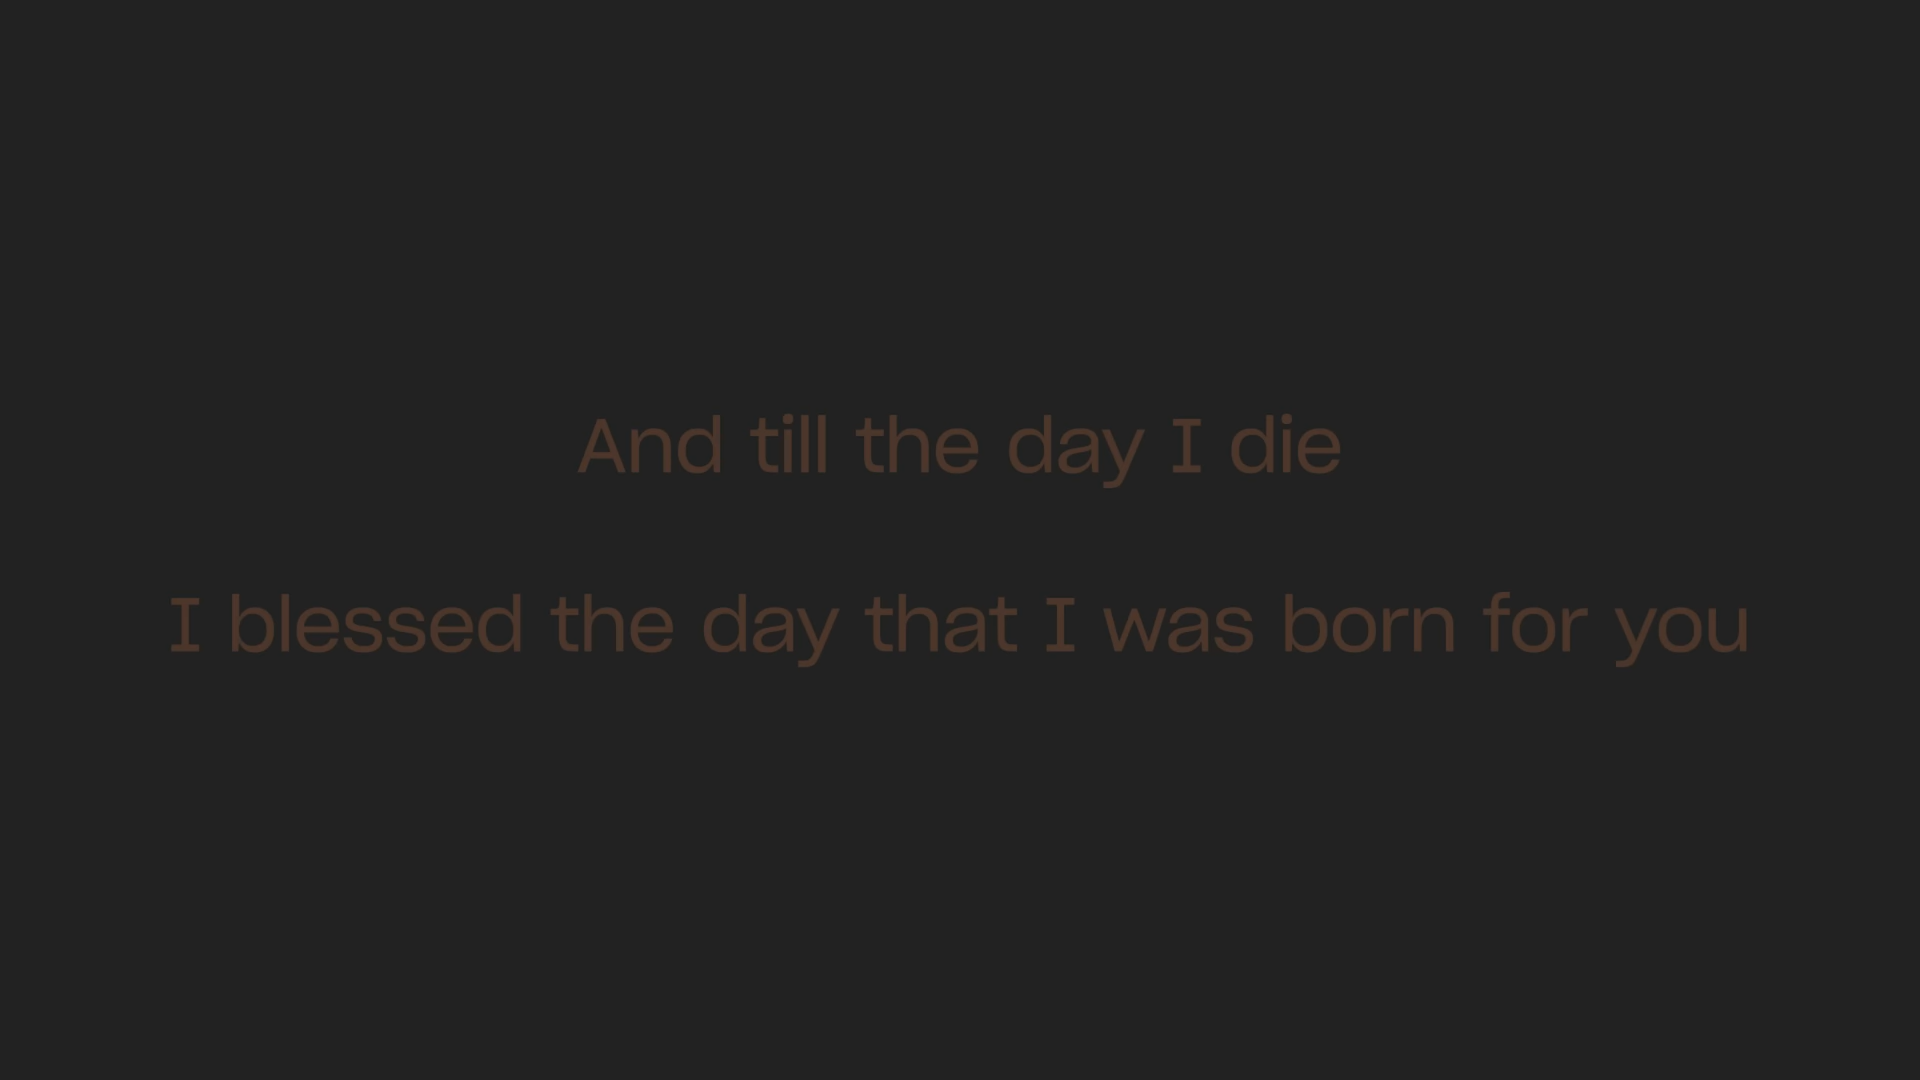 And till the day I die
I blessed the day that I was born for you